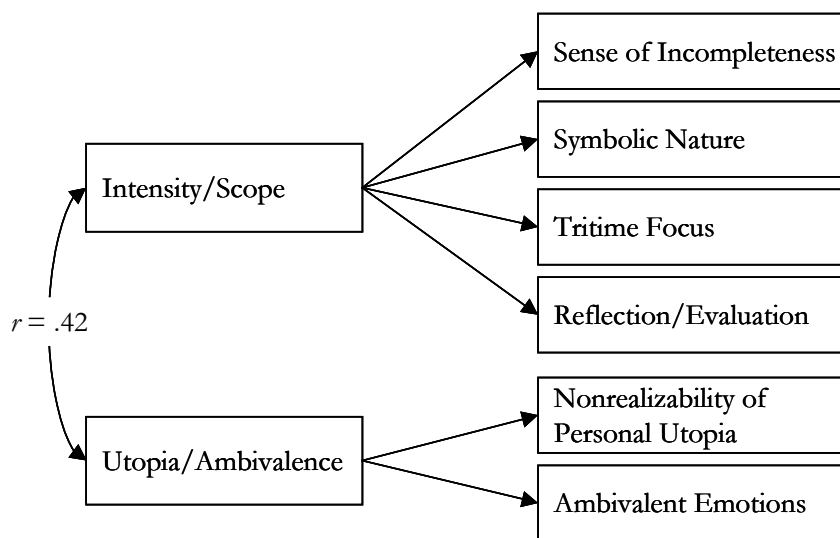 Sense of Incompleteness
Symbolic Nature
Intensity/Scope
Tritime Focus
Reflection/Evaluation
r = .42
Nonrealizability of
Personal Utopia
Utopia/Ambivalence
Ambivalent Emotions